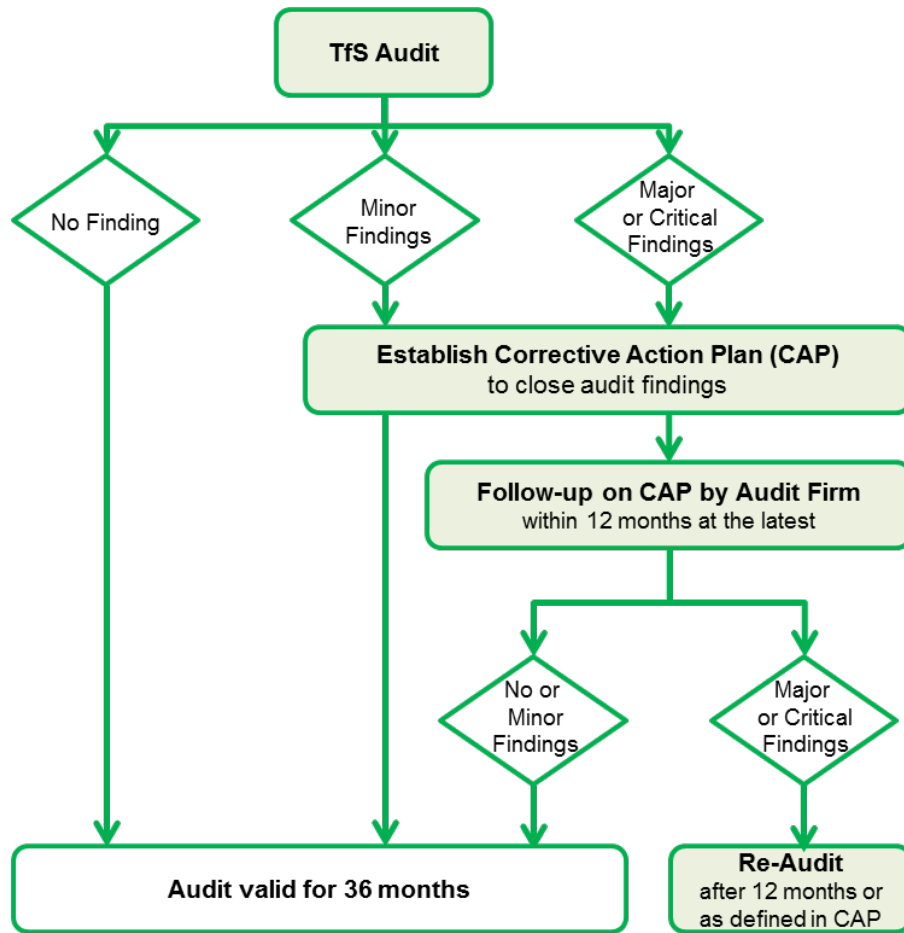 TfS Audit
No Finding
Minor
Findings
Major
or Critical
Findings
Establish Corrective Action Plan (CAP)
to close audit findings
Follow-up on CAP by Audit Firm
within 12 months at the latest
No or
Minor
Findings
Major
or Critical
Findings
Audit valid for 36 months
Re-Audit
after 12 months or
as defined in CAP